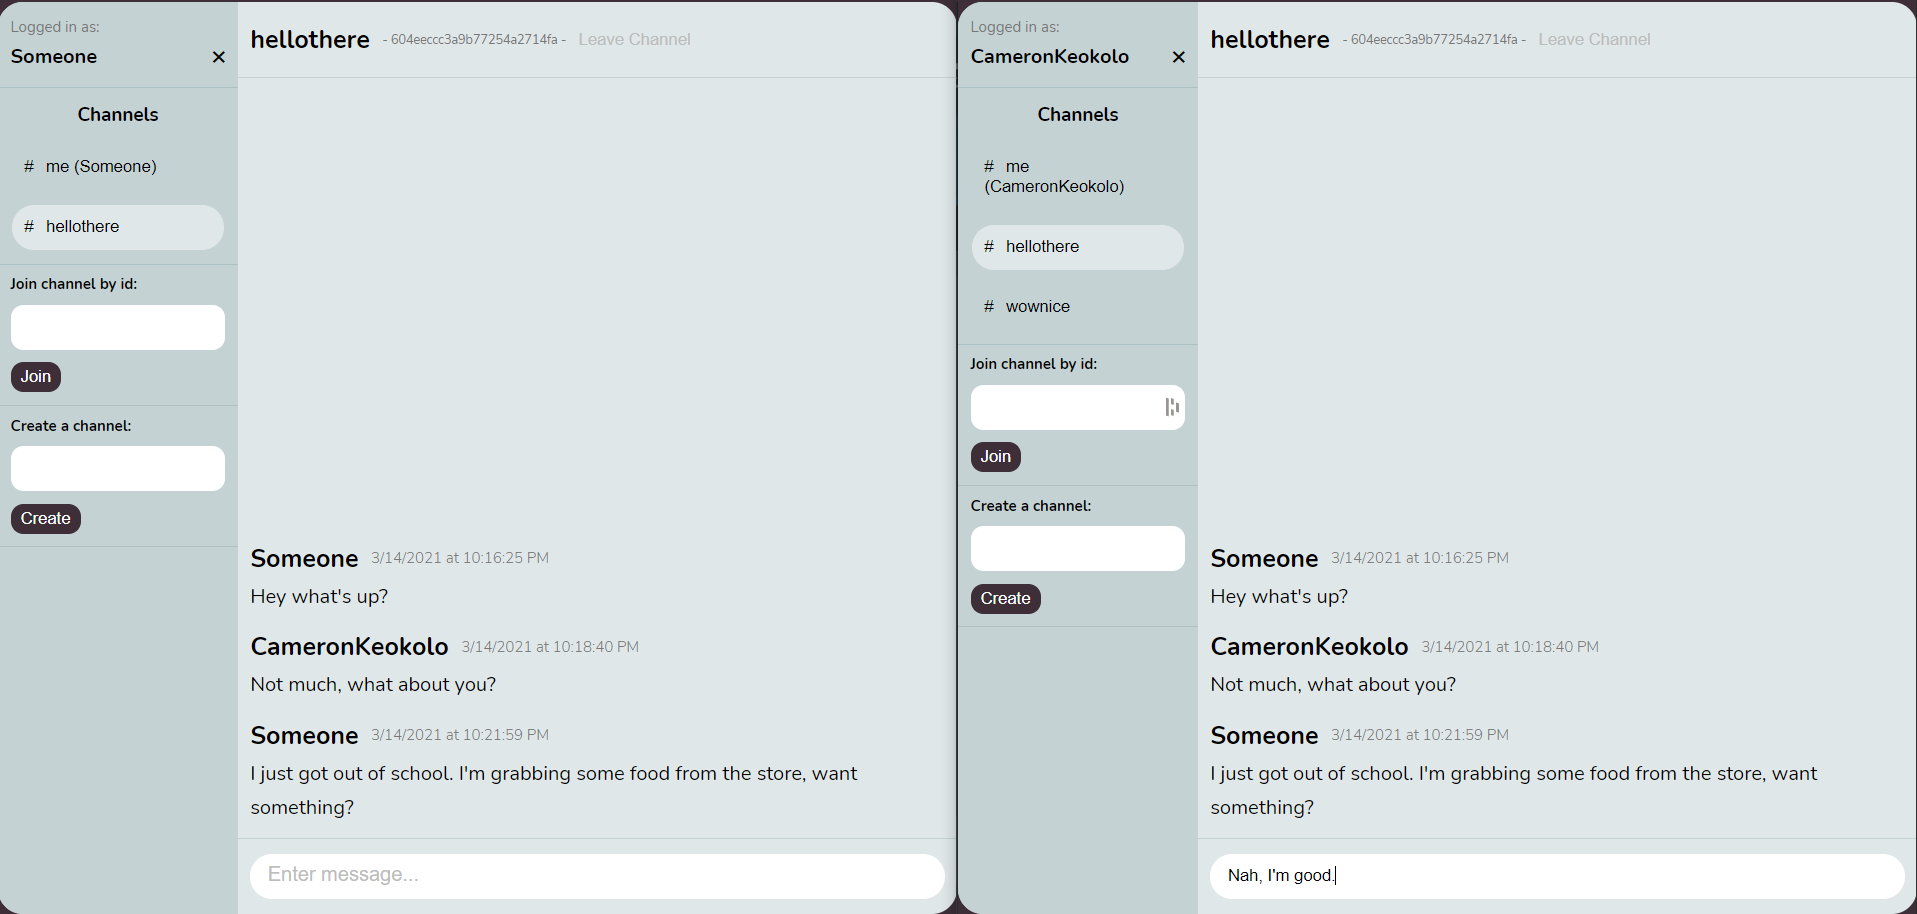 Logged in as:
Someone ✕
Channels
# me (Someone)
# hellothere
Join channel by id:
Join
Create a channel:
Create
hellothere - 604eeccc3a9b77254a2714fa - Leave Channel
Someone 3/14/2021 at 10:16:25 PM
Hey what's up?
CameronKeokolo 3/14/2021 at 10:18:40 PM
Not much, what about you?
Someone 3/14/2021 at 10:21:59 PM
I just got out of school. I'm grabbing some food from the store, want
something?
Enter message...
Logged in as:
CameronKeokolo ✕
Channels
# me
(CameronKeokolo)
# hellothere
# wownice
Join channel by id:
Join
Create a channel:
Create
hellothere - 604eeccc3a9b77254a2714fa - Leave Channel
Someone 3/14/2021 at 10:16:25 PM
Hey what's up?
CameronKeokolo 3/14/2021 at 10:18:40 PM
Not much, what about you?
Someone 3/14/2021 at 10:21:59 PM
I just got out of school. I'm grabbing some food from the store, want
something?
Nah, I'm good.